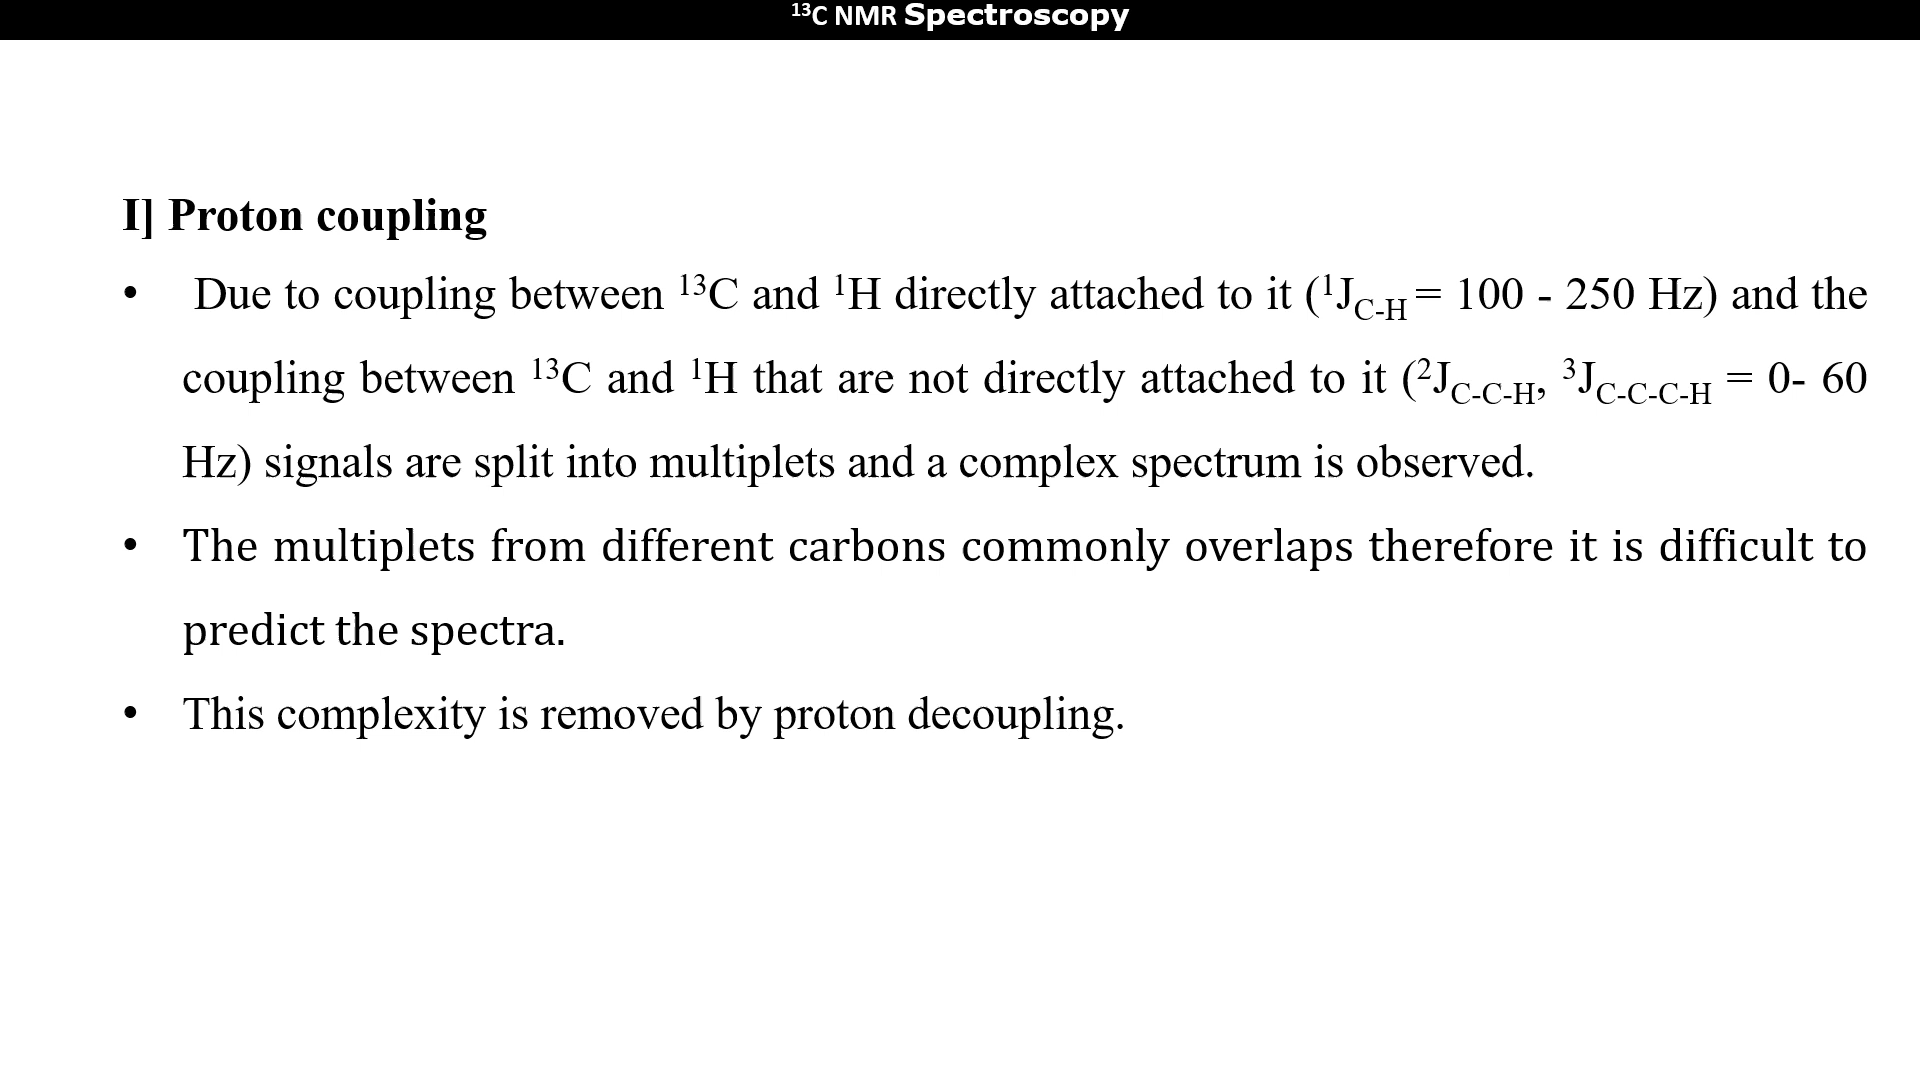 ¹³C NMR Spectroscopy
I] Proton coupling
• Due to coupling between ¹³C and ¹H directly attached to it (¹J_C-H = 100 - 250 Hz) and the
coupling between ¹³C and ¹H that are not directly attached to it (²J_C-C-H, ³J_C-C-C-H = 0- 60
Hz) signals are split into multiplets and a complex spectrum is observed.
• The multiplets from different carbons commonly overlaps therefore it is difficult to
predict the spectra.
• This complexity is removed by proton decoupling.